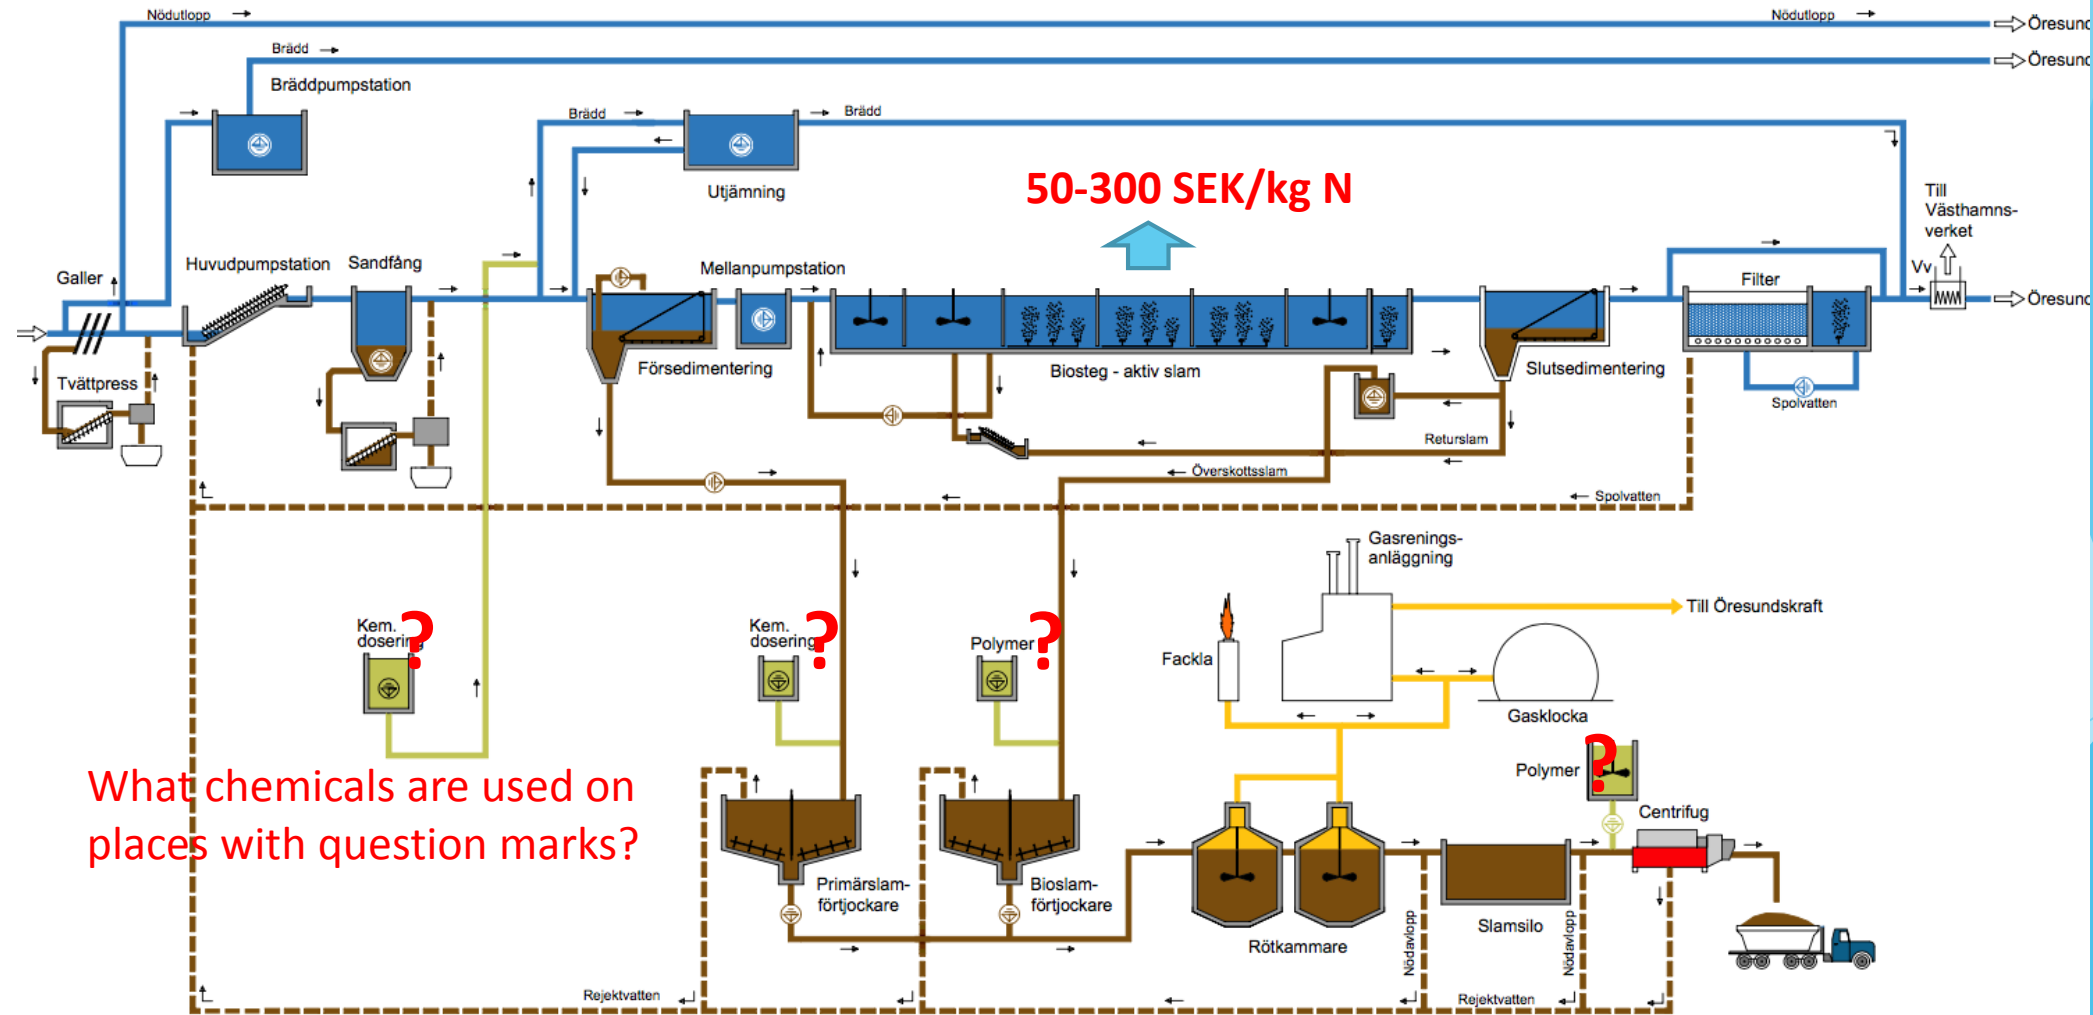 Nödutlopp
Nödutlopp
Öresund
Brädd
Öresund
Bräddpumpstation
Brädd
Brädd
Utjämning
50-300 SEK/kg N
Till
Västhamns-
verket
Galler
Huvudpumpstation
Sandfång
Mellanpumpstation
Filter
Vv
Öresund
Tvättpress
Försedimentering
Biosteg - aktiv slam
Slutsedimentering
Spolvatten
Returslam
Överskottsslam
Spolvatten
Gasrenings-
anläggning
Till Öresundskraft
Kem.
dosering
?
Kem.
dosering
?
Polymer
?
Fackla
Gasklocka
Polymer
?
Centrifug
What chemicals are used on
places with question marks?
Primärslam-
förtjockare
Bioslam-
förtjockare
Rötkammare
Nödavlopp
Slamsilo
Nödavlopp
Rejektvatten
Rejektvatten